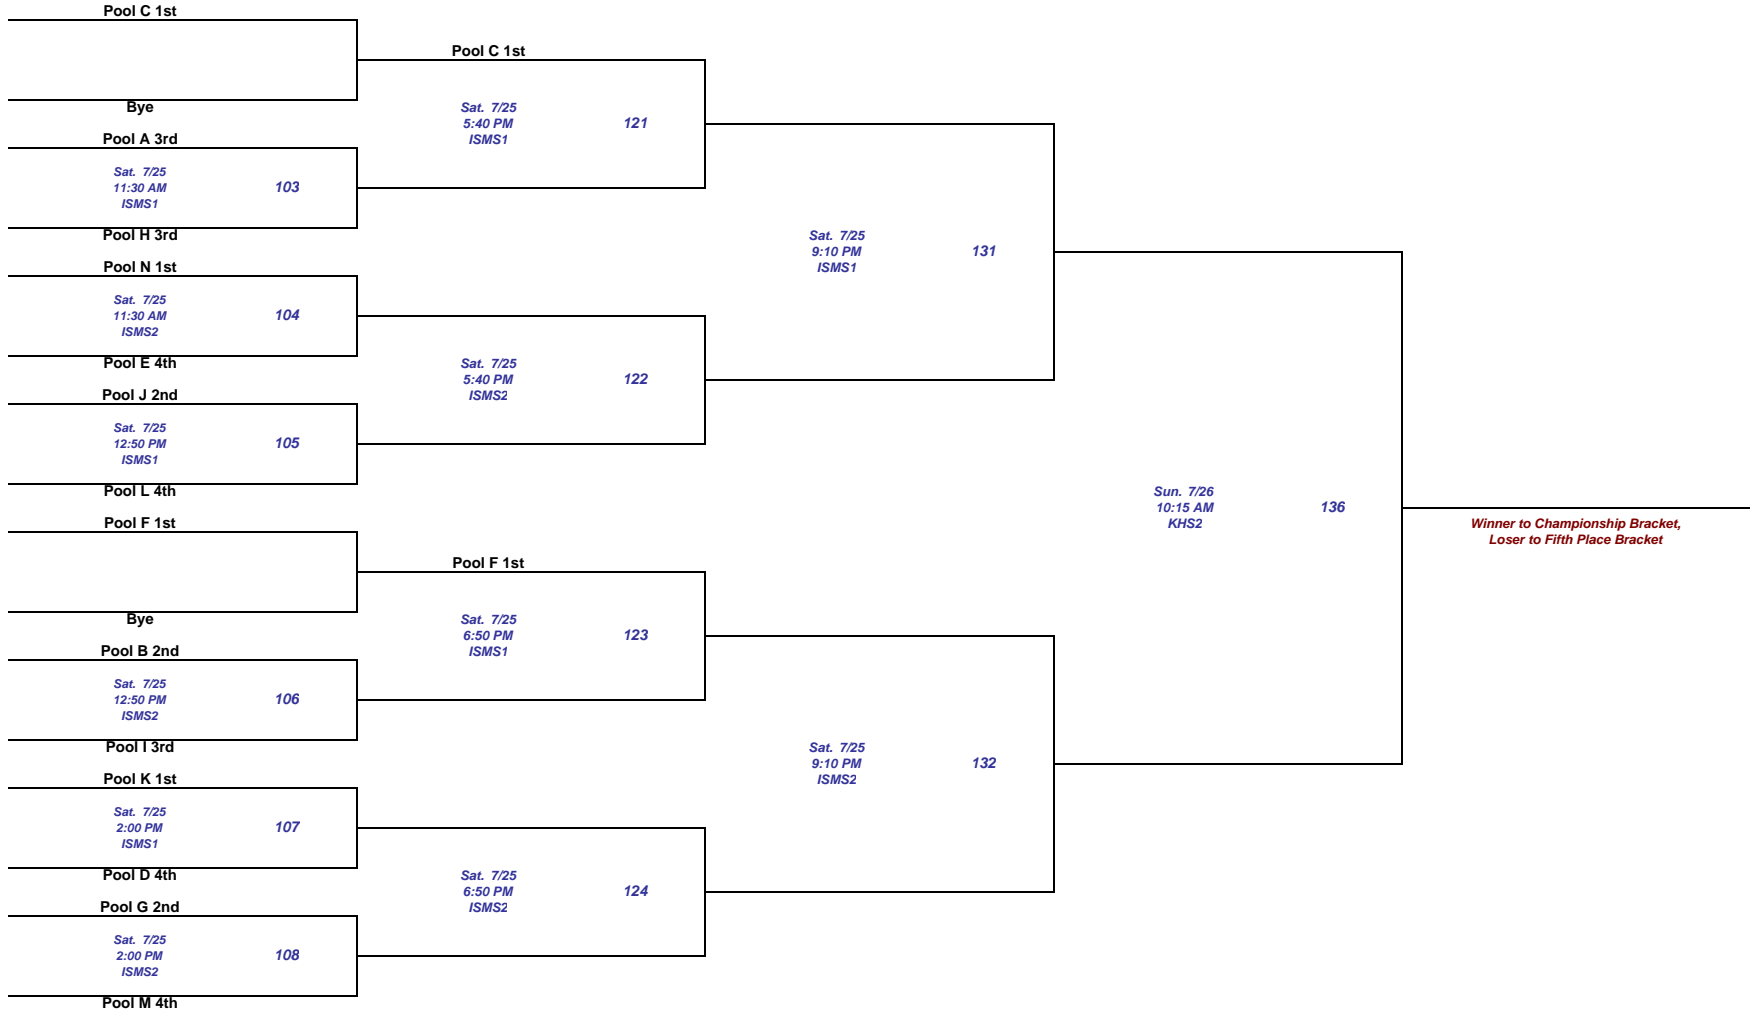 Pool C 1st
Bye
Pool A 3rd
Sat. 7/25
11:30 AM
ISMS1
103
Pool H 3rd
Pool N 1st
Sat. 7/25
11:30 AM
ISMS2
104
Pool E 4th
Pool J 2nd
Sat. 7/25
12:50 PM
ISMS1
105
Pool L 4th
Pool F 1st
Bye
Pool B 2nd
Sat. 7/25
12:50 PM
ISMS2
106
Pool I 3rd
Pool K 1st
Sat. 7/25
2:00 PM
ISMS1
107
Pool D 4th
Pool G 2nd
Sat. 7/25
2:00 PM
ISMS2
108
Pool M 4th
Pool C 1st
Sat. 7/25
5:40 PM
ISMS1
121
Sat. 7/25
5:40 PM
ISMS2
122
Pool F 1st
Sat. 7/25
6:50 PM
ISMS1
123
Sat. 7/25
6:50 PM
ISMS2
124
Sat. 7/25
9:10 PM
ISMS1
131
Sat. 7/25
9:10 PM
ISMS2
132
Sun. 7/26
10:15 AM
KHS2
136
Winner to Championship Bracket,
Loser to Fifth Place Bracket